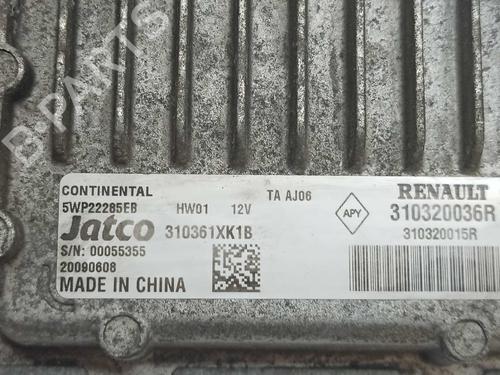 B-PARTS
CONTINENTAL
5WP22285EB HW01 12V TA AJ06
Jatco 310361XK1B
S/N: 00055355
20090608
MADE IN CHINA
RENAULT
APY 310320036R
310320015R